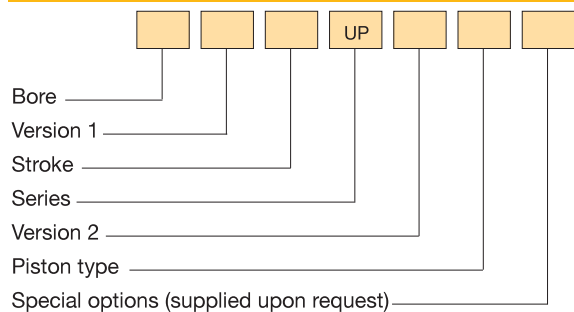 UP
Bore
Version 1
Stroke
Series
Version 2
Piston type
Special options (supplied upon request)